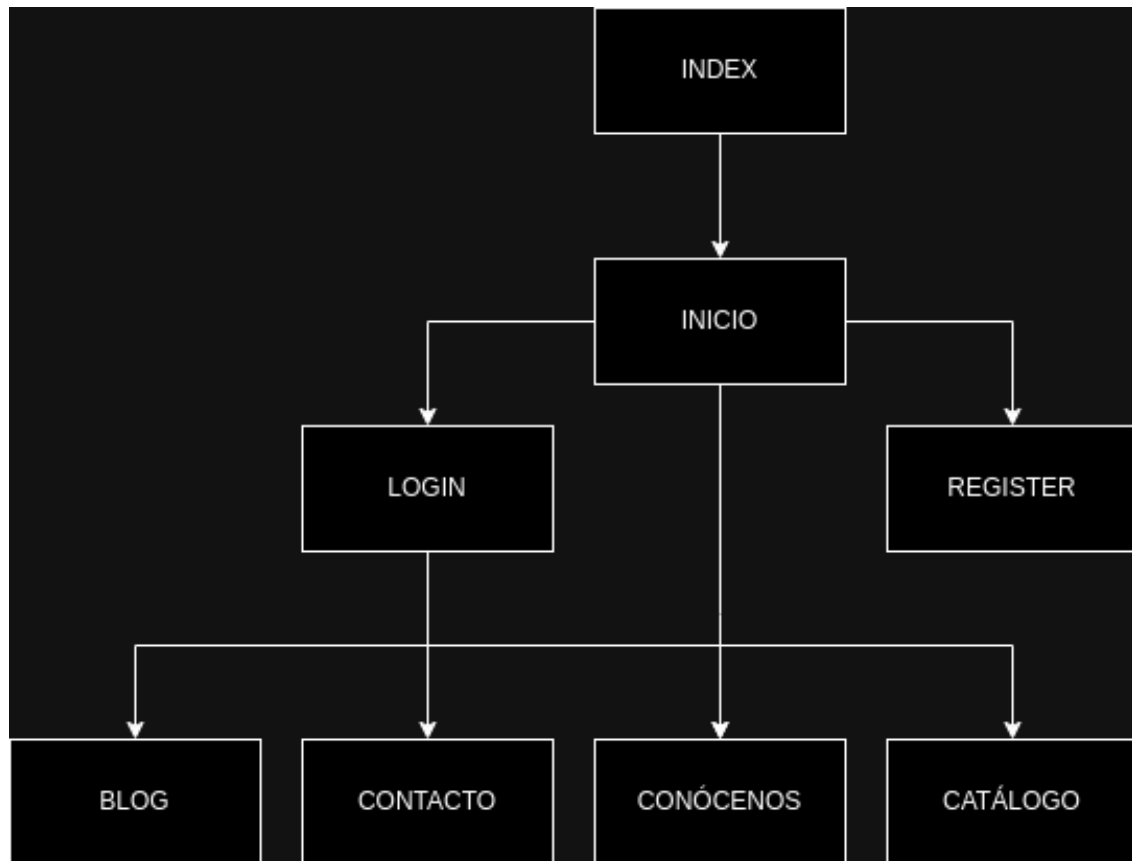 INDEX
INICIO
LOGIN
REGISTER
BLOG
CONTACTO
CONÓCENOS
CATÁLOGO